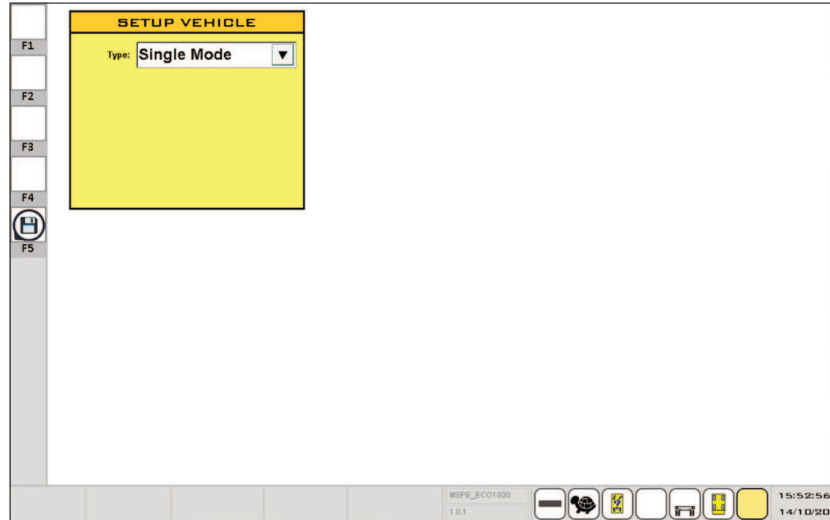 SETUP VEHICLE
Type: Single Mode
F1
F2
F3
F4
F5
MSPE_ECO1000
1.0.1
15:52:56
14/10/20